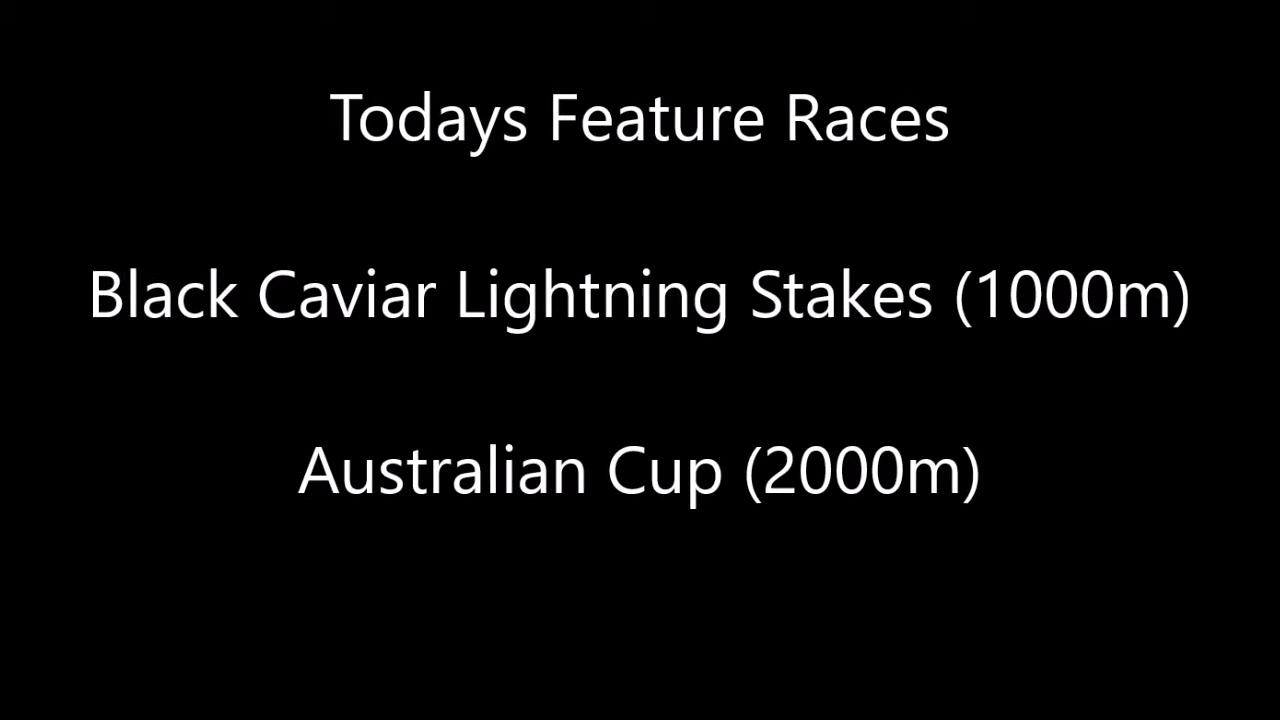 Todays Feature Races
Black Caviar Lightning Stakes (1000m)
Australian Cup (2000m)